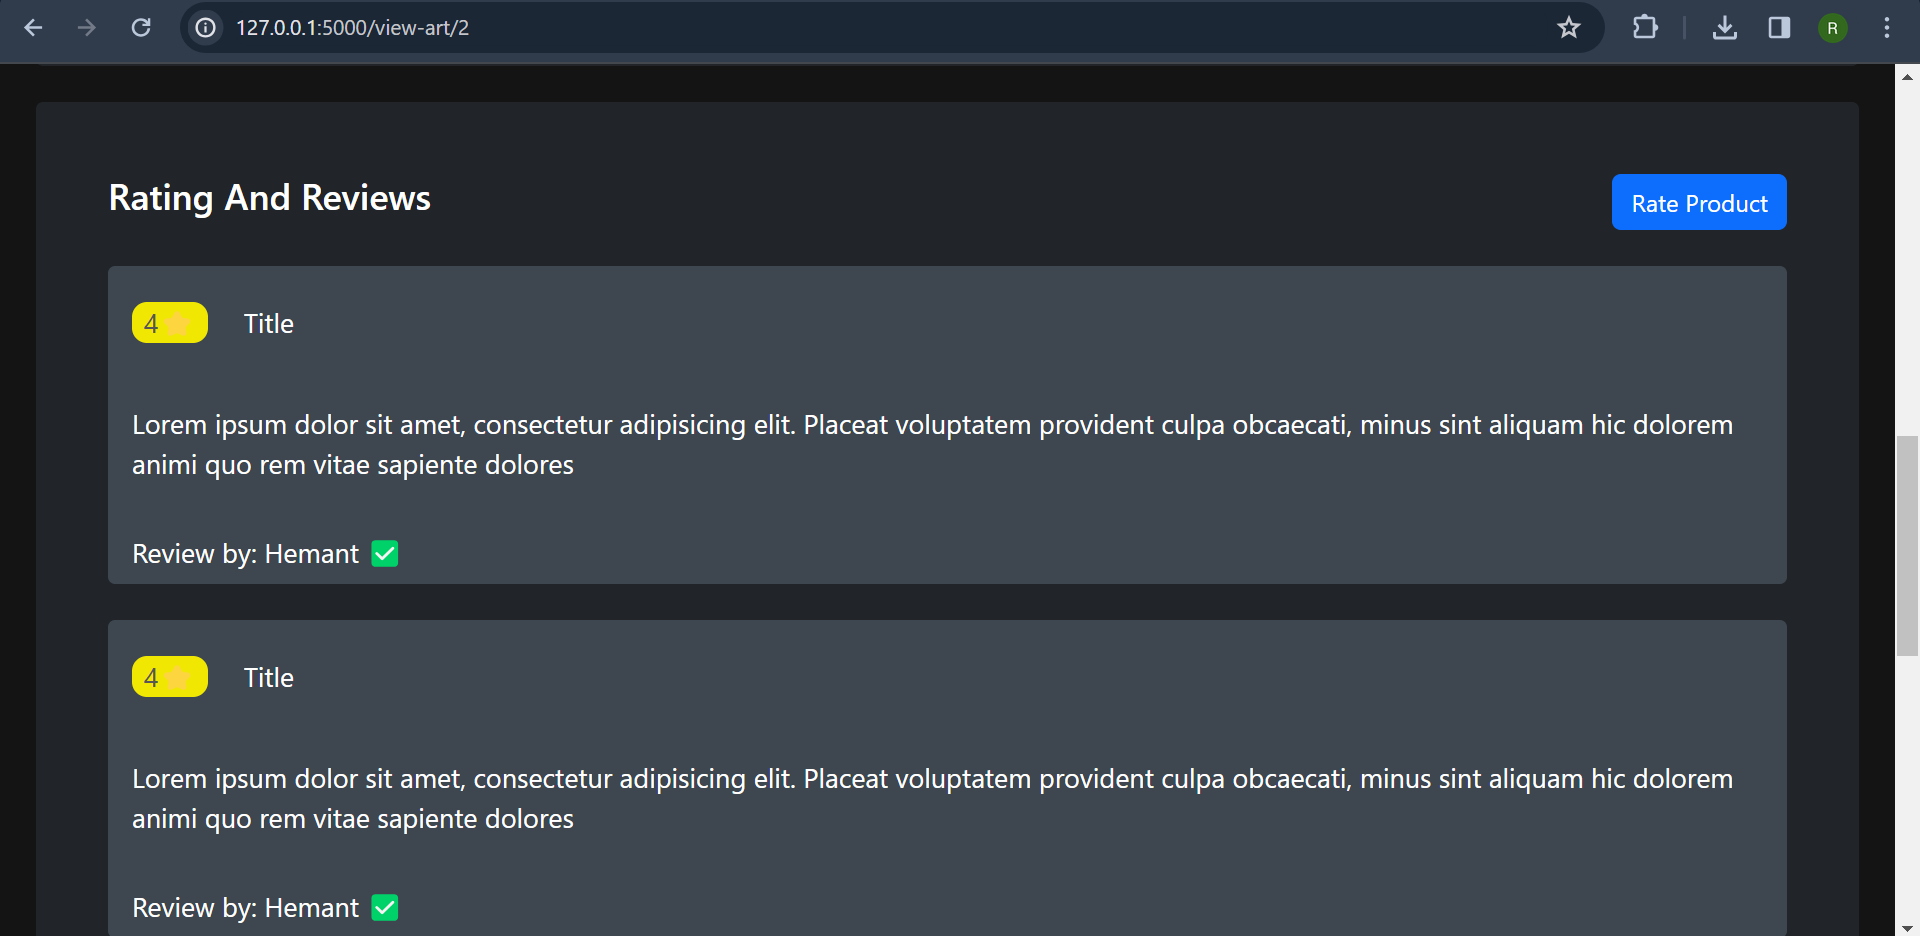 127.0.0.1:5000/view-art/2
R
Rating And Reviews
Rate Product
4 Title
Lorem ipsum dolor sit amet, consectetur adipisicing elit. Placeat voluptatem provident culpa obcaecati, minus sint aliquam hic dolorem
animi quo rem vitae sapiente dolores
Review by: Hemant
4 Title
Lorem ipsum dolor sit amet, consectetur adipisicing elit. Placeat voluptatem provident culpa obcaecati, minus sint aliquam hic dolorem
animi quo rem vitae sapiente dolores
Review by: Hemant